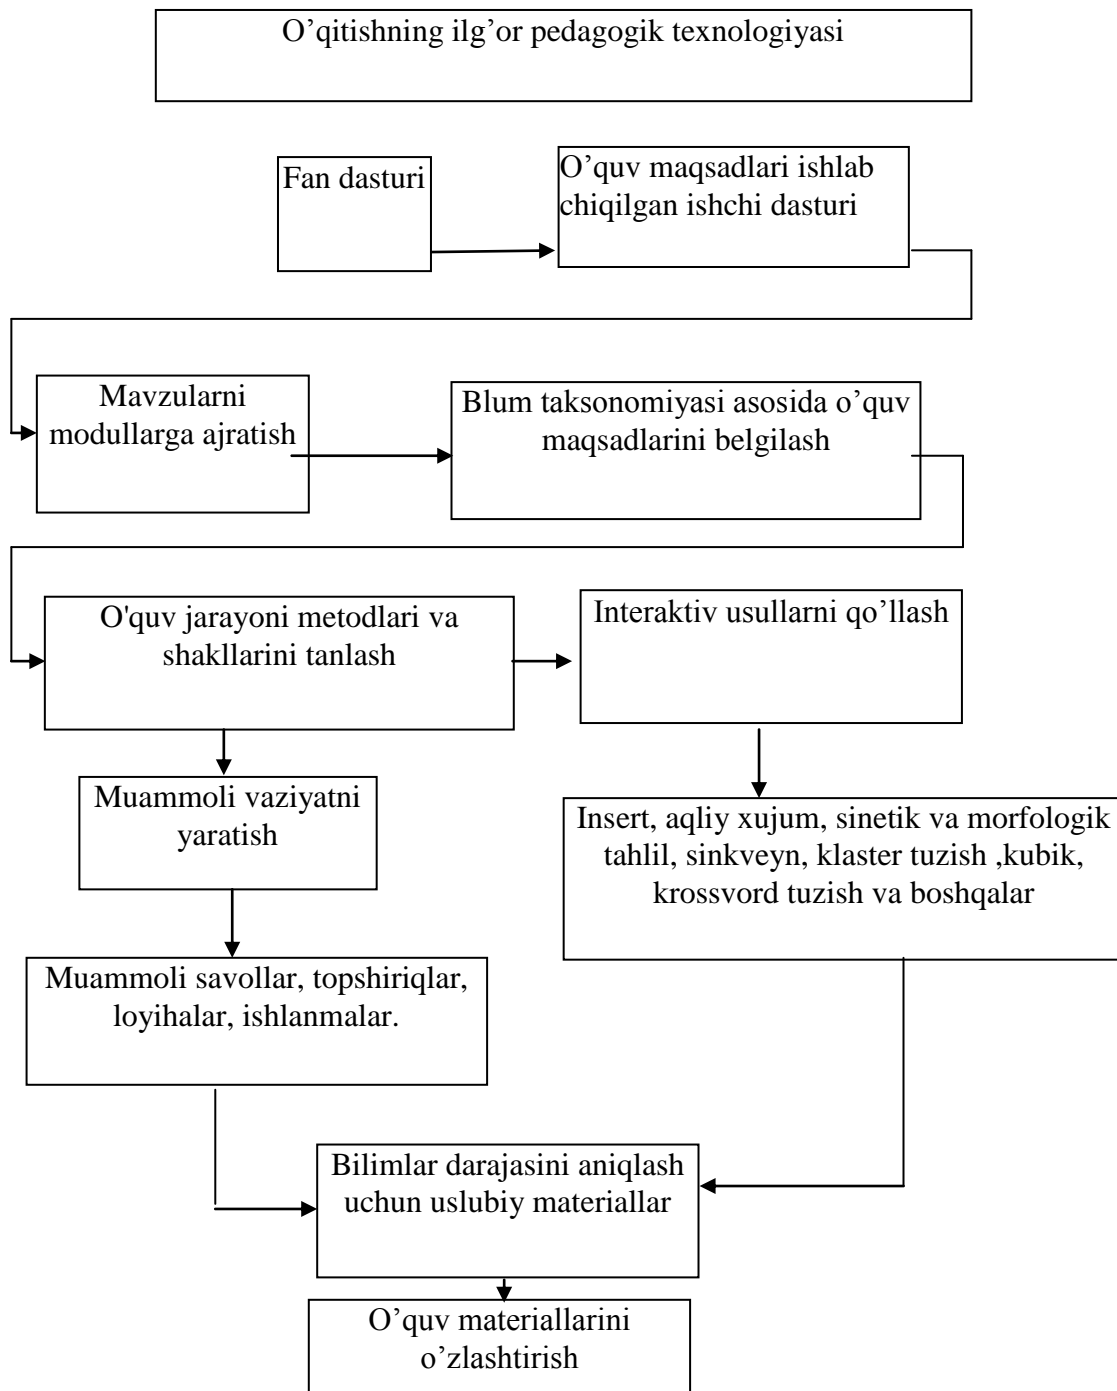 O’qitishning ilg’or pedagogik texnologiyasi
Fan dasturi
O’quv maqsadlari ishlab
chiqilgan ishchi dasturi
Mavzularni
modullarga ajratish
Blum taksonomiyasi asosida o’quv
maqsadlarini belgilash
O'quv jarayoni metodlari va
shakllarini tanlash
Interaktiv usullarni qo’llash
Muammoli vaziyatni
yaratish
Insert, aqliy xujum, sinetik va morfologik
tahlil, sinkveyn, klaster tuzish ,kubik,
krossvord tuzish va boshqalar
Muammoli savollar, topshiriqlar,
loyihalar, ishlanmalar.
Bilimlar darajasini aniqlash
uchun uslubiy materiallar
O’quv materiallarini
o’zlashtirish